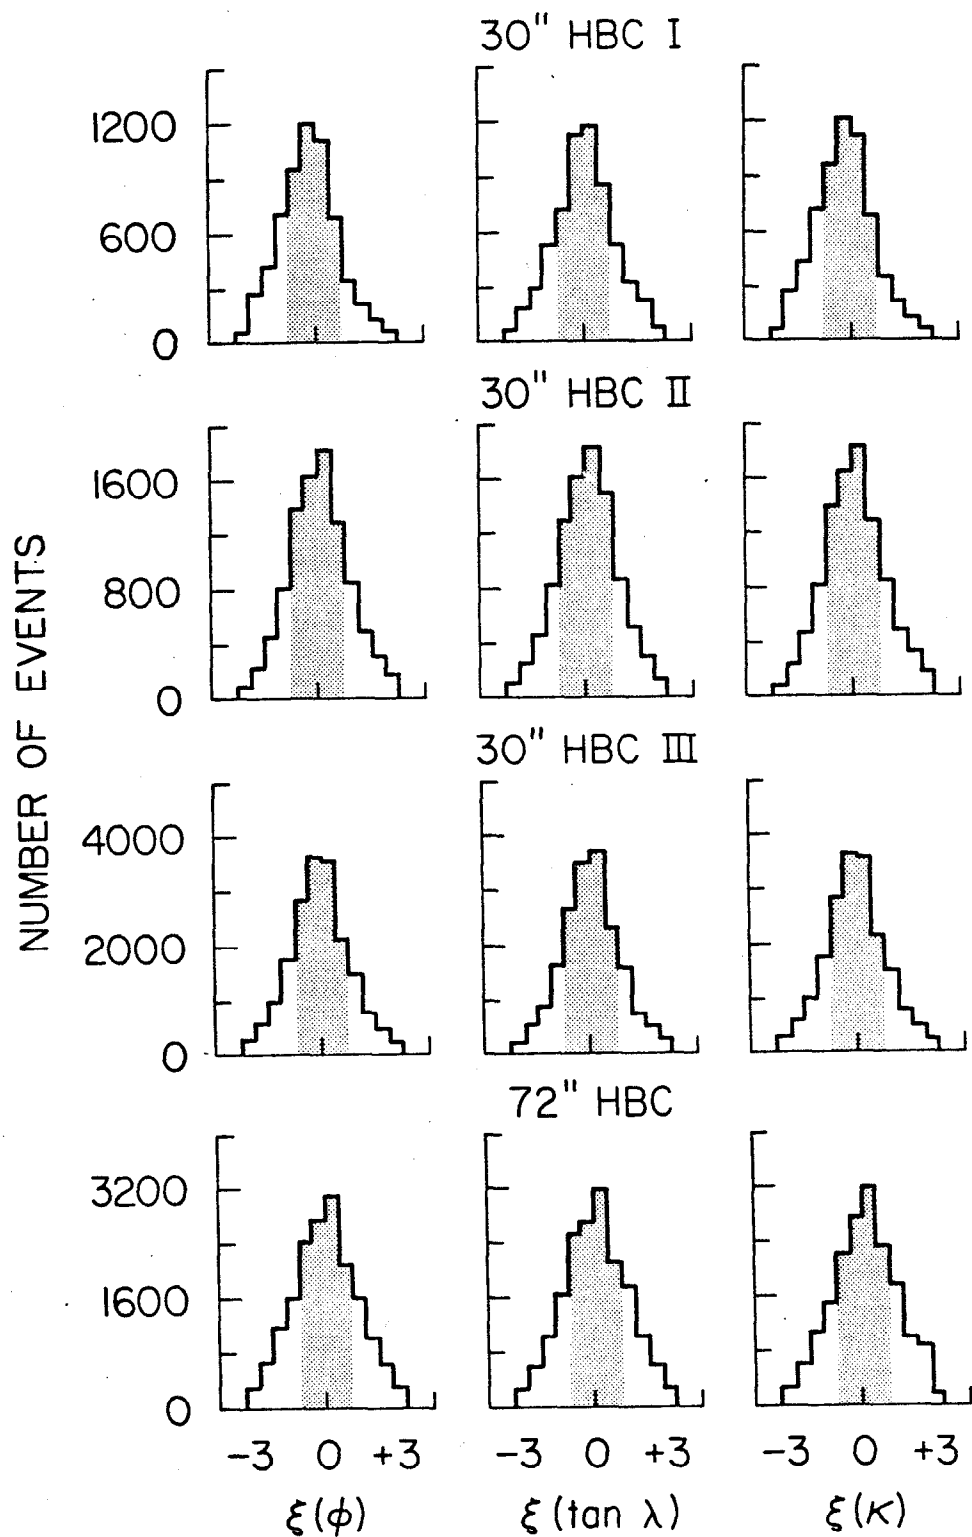 30" HBC I
1200
600
0
30" HBC II
1600
800
0
30" HBC III
4000
2000
0
72" HBC
3200
1600
0
NUMBER OF EVENTS
−3 0 +3
−3 0 +3
−3 0 +3
ξ(ϕ)
ξ(tan λ)
ξ(κ)